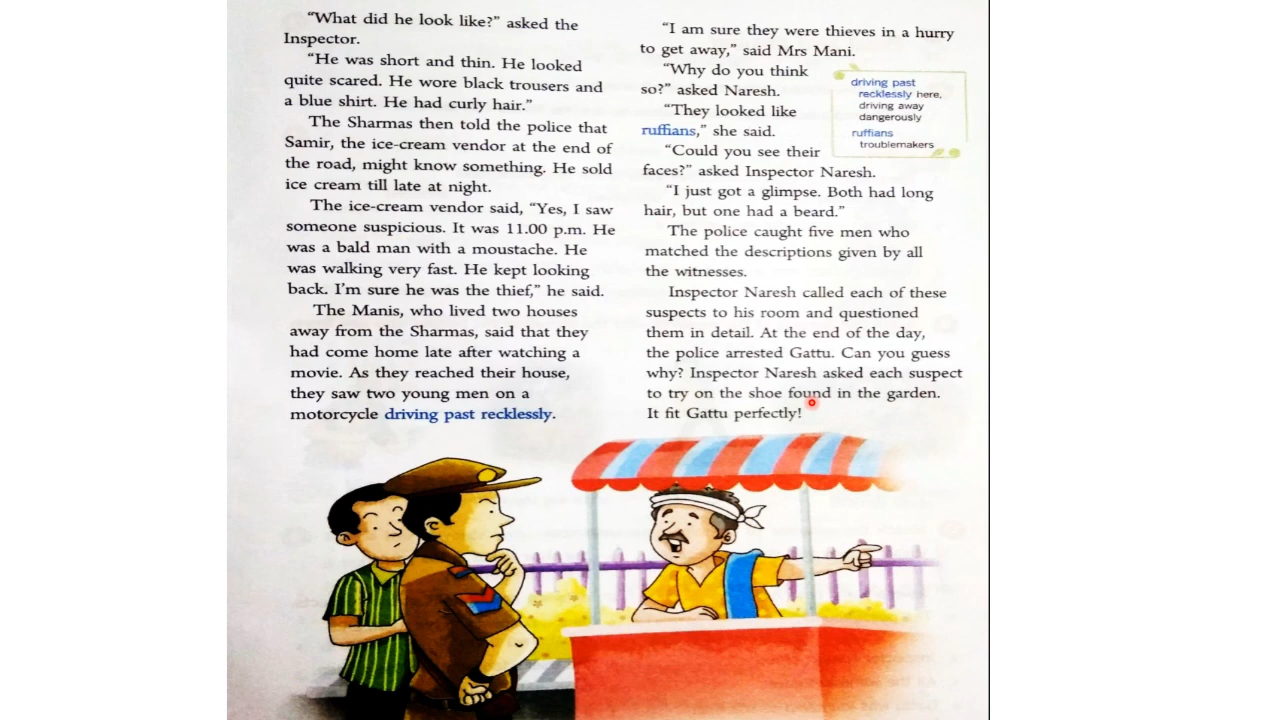 “What did he look like?” asked the
Inspector.
“He was short and thin. He looked
quite scared. He wore black trousers and
a blue shirt. He had curly hair.”
The Sharmas then told the police that
Samir, the ice-cream vendor at the end of
the road, might know something. He sold
ice cream till late at night.
The ice-cream vendor said, “Yes, I saw
someone suspicious. It was 11.00 p.m. He
was a bald man with a moustache. He
was walking very fast. He kept looking
back. I’m sure he was the thief,” he said.
The Manis, who lived two houses
away from the Sharmas, said that they
had come home late after watching a
movie. As they reached their house,
they saw two young men on a
motorcycle driving past recklessly.
“I am sure they were thieves in a hurry
to get away,” said Mrs Mani.
“Why do you think
so?” asked Naresh.
“They looked like
ruffians,” she said.
“Could you see their
faces?” asked Inspector Naresh.
“I just got a glimpse. Both had long
hair, but one had a beard.”
The police caught five men who
matched the descriptions given by all
the witnesses.
Inspector Naresh called each of these
suspects to his room and questioned
them in detail. At the end of the day,
the police arrested Gattu. Can you guess
why? Inspector Naresh asked each suspect
to try on the shoe found in the garden.
It fit Gattu perfectly!
driving past
recklessly here,
driving away
dangerously
ruffians
troublemakers